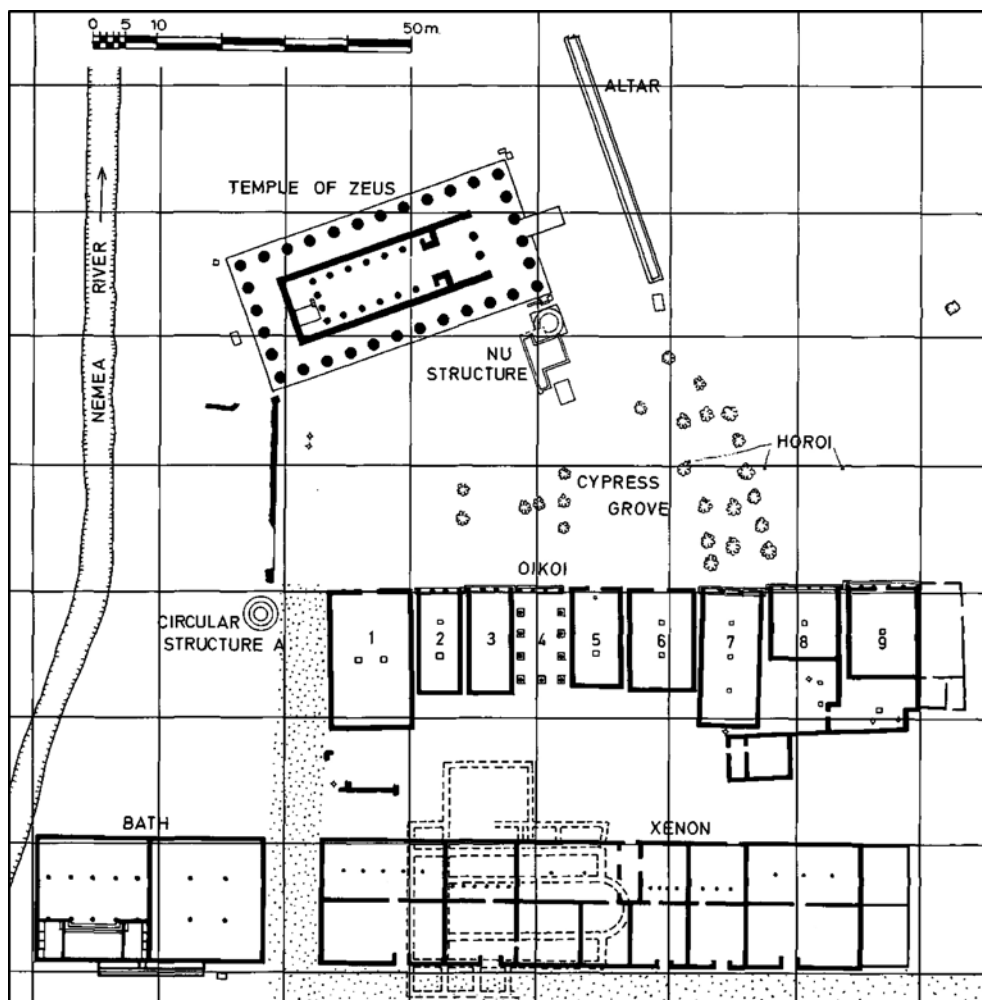 0 5 10 50 m.
ALTAR
TEMPLE OF ZEUS
NEMEA RIVER
NU
STRUCTURE
HOROI
CYPRESS
GROVE
OIKOI
CIRCULAR
STRUCTURE A
1 2 3 4 5 6 7 8 9
BATH
XENON